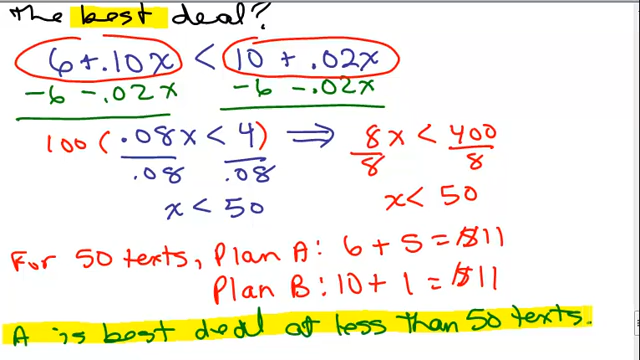 The best deal?
6 + .10x < 10 + .02x
-6 - .02x -6 - .02x
100 ( .08x < 4 ) ⟹ 8x < 400
.08 .08 8 8
x < 50 x < 50
For 50 texts, Plan A: 6 + 5 = $11
Plan B: 10 + 1 = $11
A is best deal at less than 50 texts.